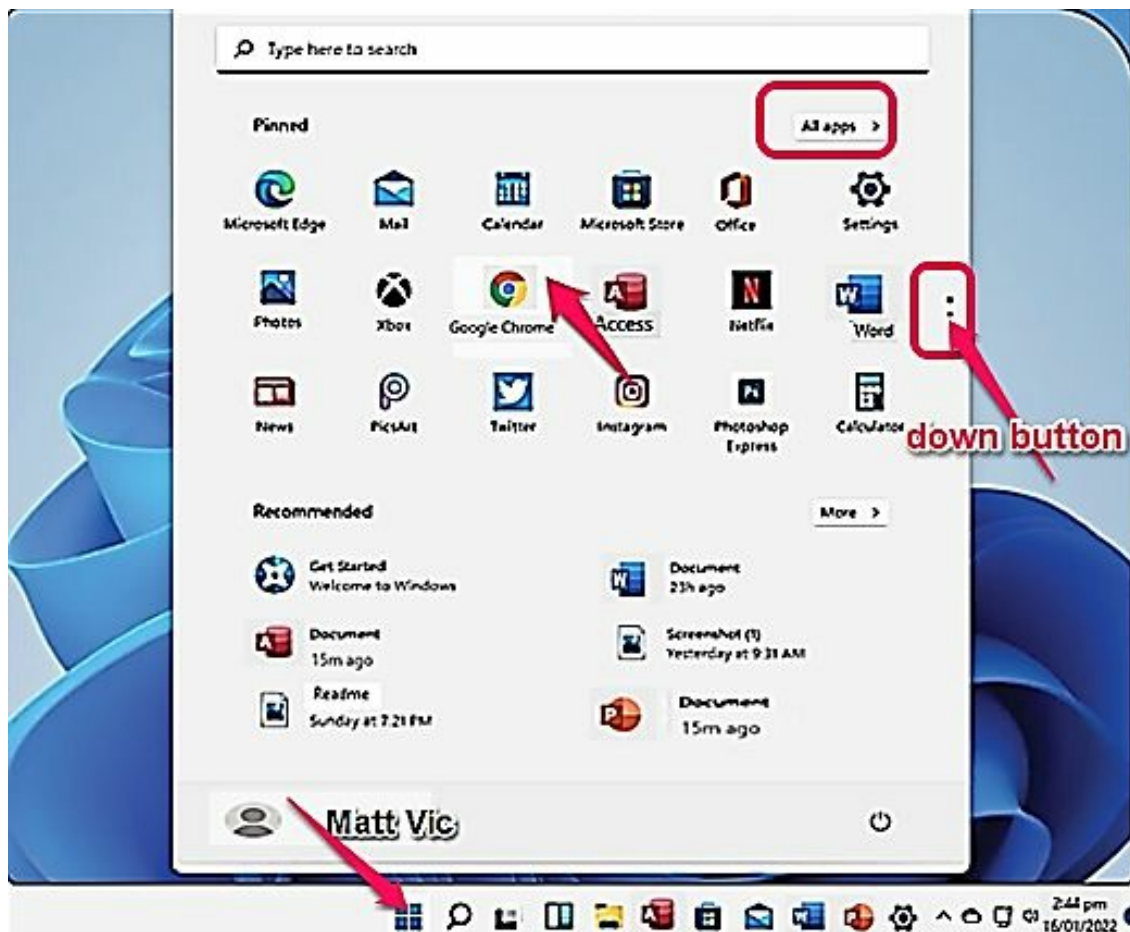 Type here to search
Pinned
All apps >
Microsoft Edge
Mail
Calendar
Microsoft Store
Office
Settings
Photos
Xbox
Google Chrome
Access
Netflix
Word
News
PicsArt
Twitter
Instagram
Photoshop
Express
Calculator
down button
Recommended
More >
Get Started
Welcome to Windows
Document
23h ago
Document
15m ago
Screenshot (1)
Yesterday at 9:31 AM
Readme
Sunday at 7:21 PM
Document
15m ago
Matt Vic
2:44 pm
16/01/2022